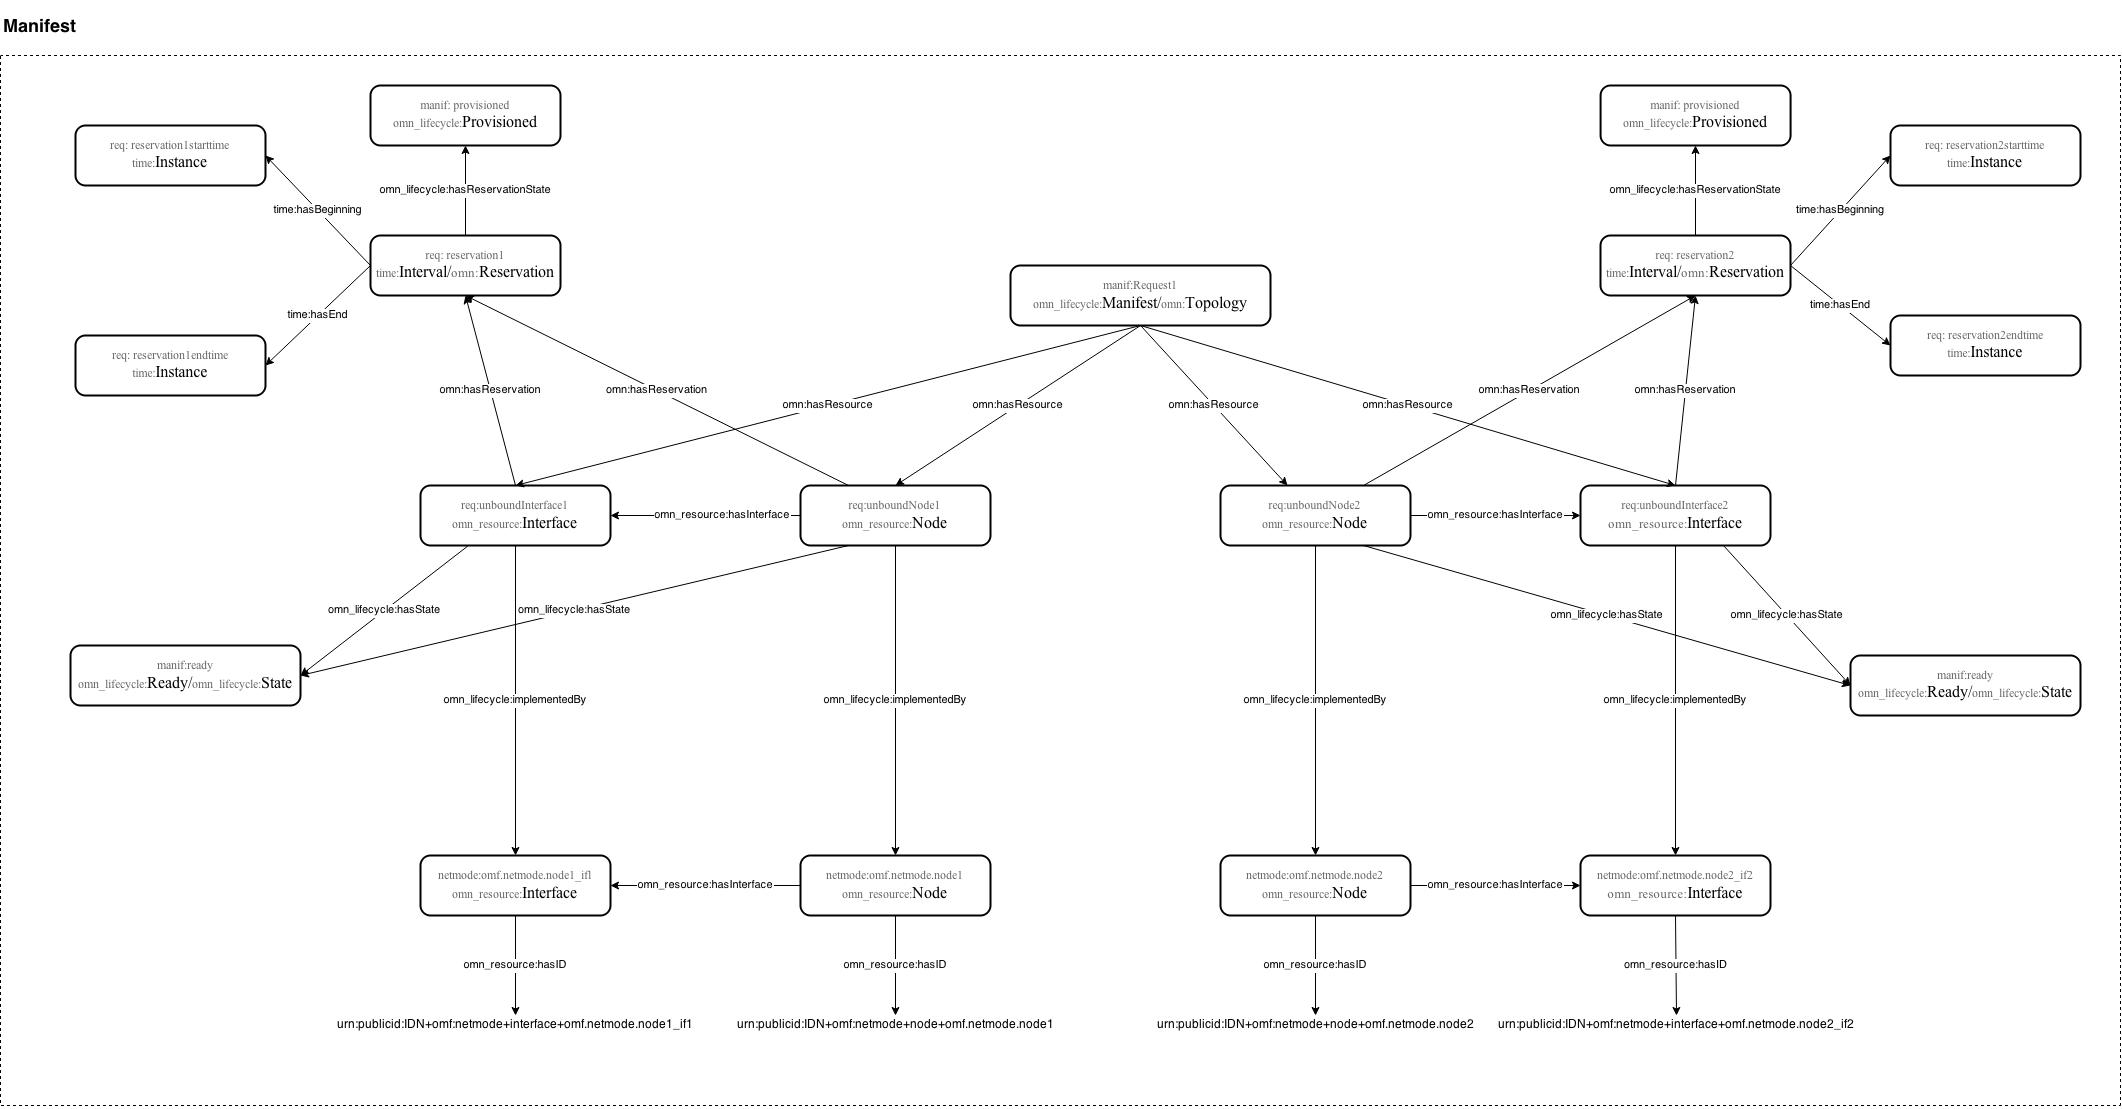 Manifest
manif: provisioned
omn_lifecycle:Provisioned
manif: provisioned
omn_lifecycle:Provisioned
req: reservation1starttime
time:Instance
req: reservation2starttime
time:Instance
omn_lifecycle:hasReservationState
omn_lifecycle:hasReservationState
time:hasBeginning
time:hasBeginning
req: reservation1
time:Interval/omn:Reservation
req: reservation2
time:Interval/omn:Reservation
manif:Request1
omn_lifecycle:Manifest/omn:Topology
time:hasEnd
time:hasEnd
req: reservation1endtime
time:Instance
req: reservation2endtime
time:Instance
omn:hasReservation
omn:hasReservation
omn:hasResource
omn:hasResource
omn:hasResource
omn:hasResource
omn:hasReservation
omn:hasReservation
req:unboundInterface1
omn_resource:Interface
omn_resource:hasInterface
req:unboundNode1
omn_resource:Node
req:unboundNode2
omn_resource:Node
omn_resource:hasInterface
req:unboundInterface2
omn_resource:Interface
omn_lifecycle:hasState
omn_lifecycle:hasState
omn_lifecycle:hasState
omn_lifecycle:hasState
manif:ready
omn_lifecycle:Ready/omn_lifecycle:State
manif:ready
omn_lifecycle:Ready/omn_lifecycle:State
omn_lifecycle:implementedBy
omn_lifecycle:implementedBy
omn_lifecycle:implementedBy
omn_lifecycle:implementedBy
netmode:omf.netmode.node1_if1
omn_resource:Interface
omn_resource:hasInterface
netmode:omf.netmode.node1
omn_resource:Node
netmode:omf.netmode.node2
omn_resource:Node
omn_resource:hasInterface
netmode:omf.netmode.node2_if2
omn_resource:Interface
omn_resource:hasID
omn_resource:hasID
omn_resource:hasID
omn_resource:hasID
urn:publicid:IDN+omf:netmode+interface+omf.netmode.node1_if1
urn:publicid:IDN+omf:netmode+node+omf.netmode.node1
urn:publicid:IDN+omf:netmode+node+omf.netmode.node2
urn:publicid:IDN+omf:netmode+interface+omf.netmode.node2_if2